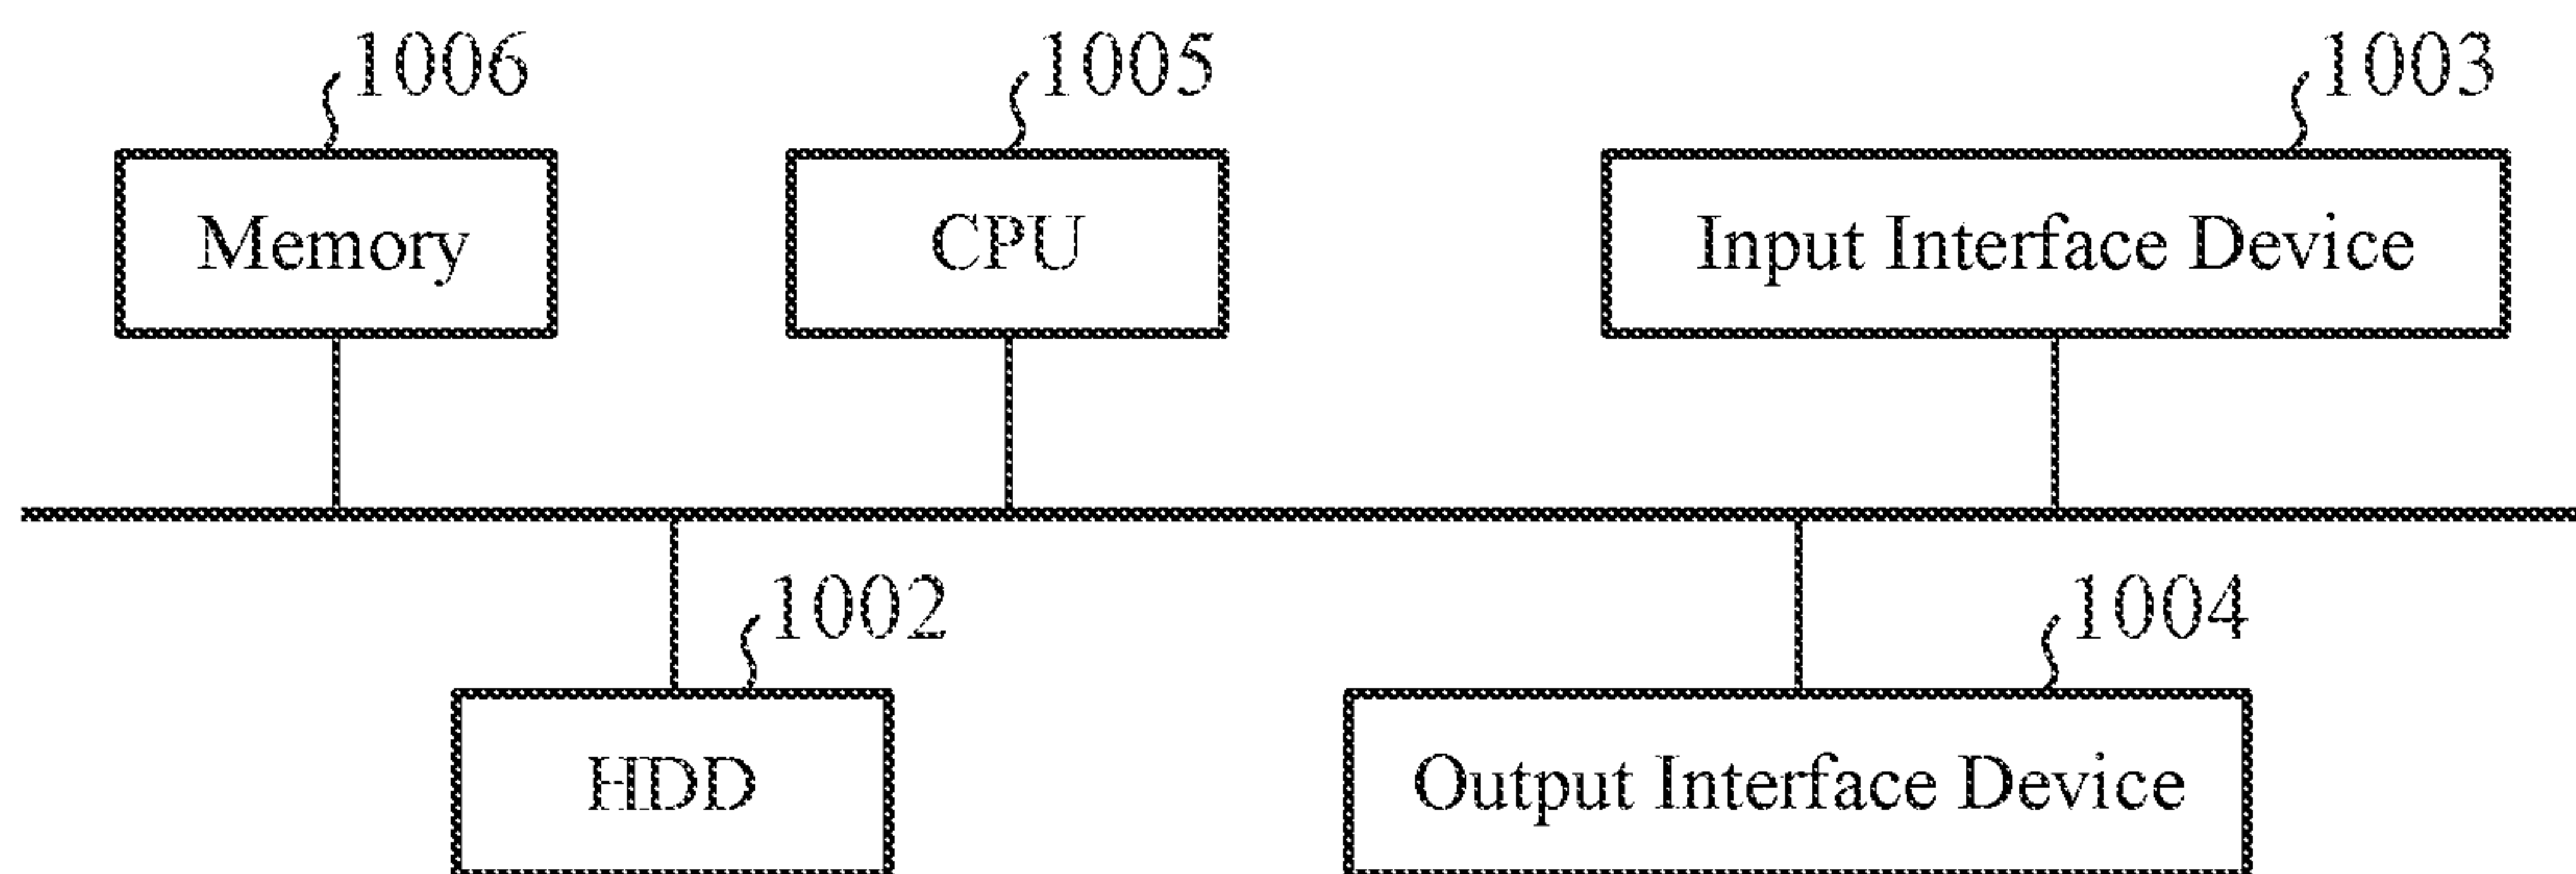 1006
1005
1003
Memory
CPU
Input Interface Device
1002
1004
HDD
Output Interface Device